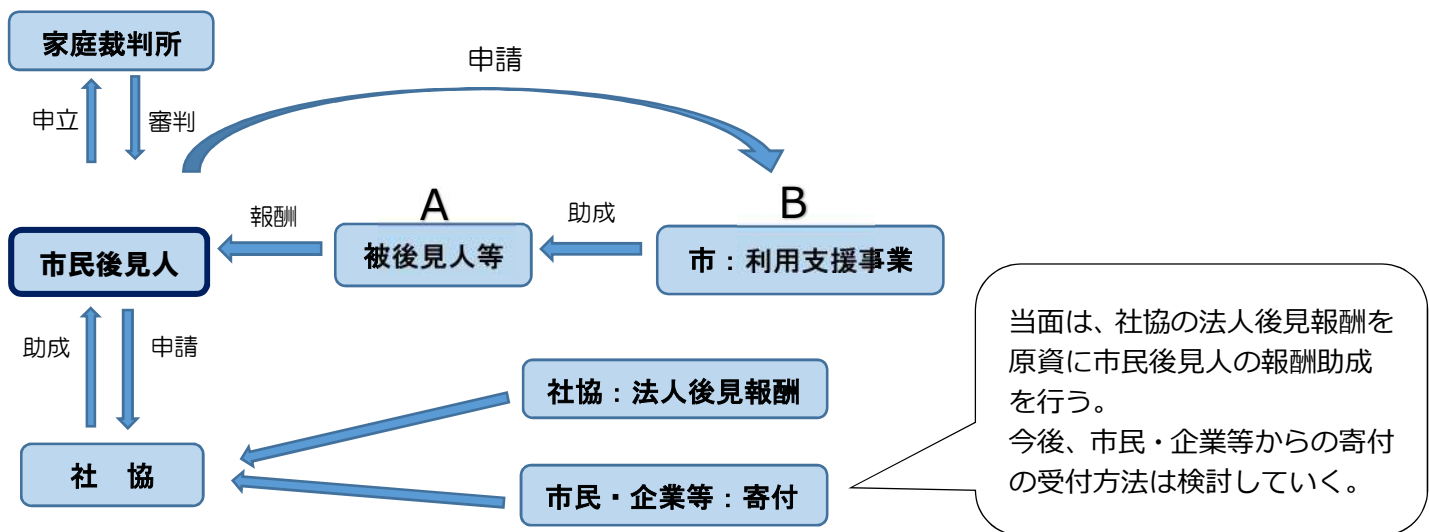 家庭裁判所
申請
申立
審判
A
B
報酬
助成
市民後見人
被後見人等
市：利用支援事業
助成
申請
当面は、社協の法人後見報酬を
原資に市民後見人の報酬助成
を行う。
今後、市民・企業等からの寄付
の受付方法は検討していく。
社協：法人後見報酬
社　協
市民・企業等：寄付